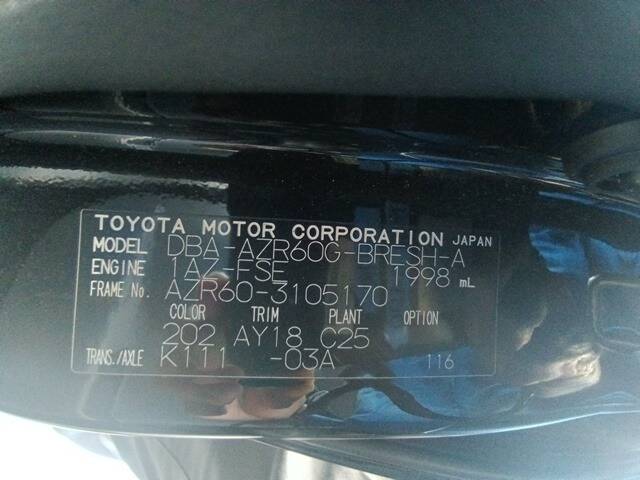 TOYOTA MOTOR CORPORATION JAPAN
MODEL DBA-AZR60G-BRESH-A
ENGINE 1AZ-FSE 1998 mL
FRAME No. AZR60-3105170
COLOR TRIM PLANT OPTION
202 AY18 C25
TRANS./AXLE K111 -03A 116